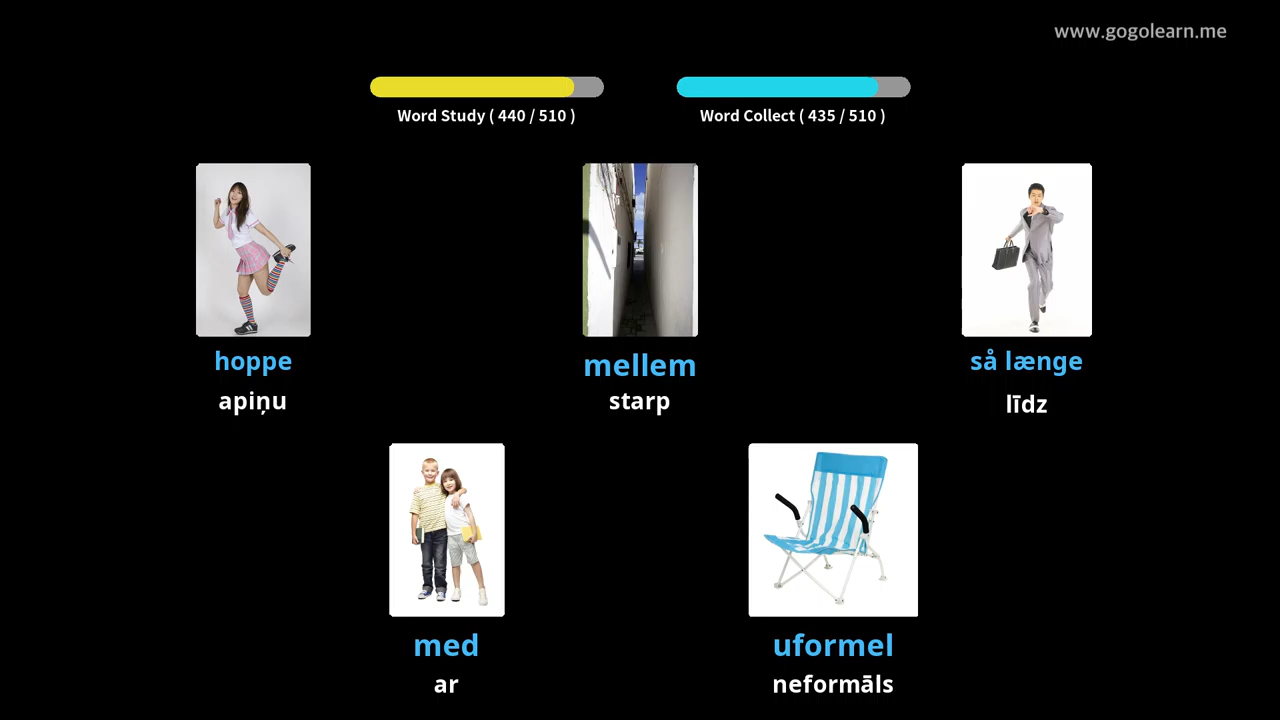 www.gogolearn.me
Word Study ( 440 / 510 )
Word Collect ( 435 / 510 )
hoppe
apiņu
mellem
starp
så længe
līdz
med
ar
uformel
neformāls